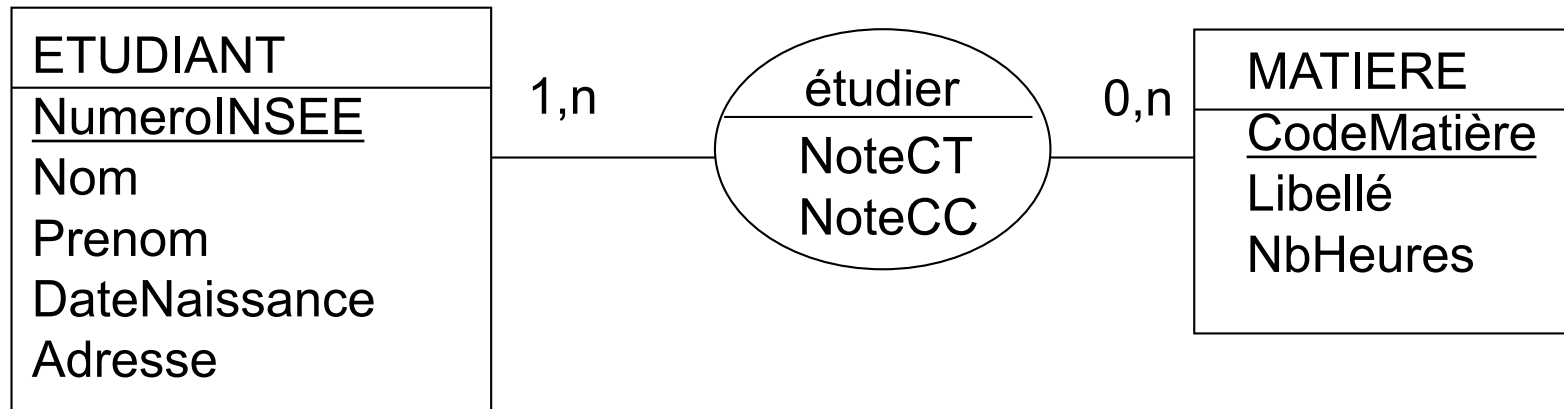 ETUDIANT
NumeroINSEE
Nom
Prenom
DateNaissance
Adresse
1,n
étudier
NoteCT
NoteCC
0,n
MATIERE
CodeMatière
Libellé
NbHeures